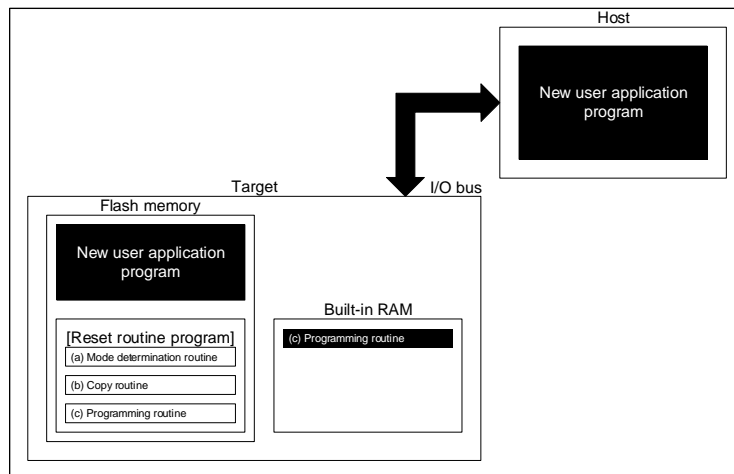 Host
New user application
program
Target
I/O bus
Flash memory
New user application
program
Built-in RAM
[Reset routine program]
(c) Programming routine
(a) Mode determination routine
(b) Copy routine
(c) Programming routine